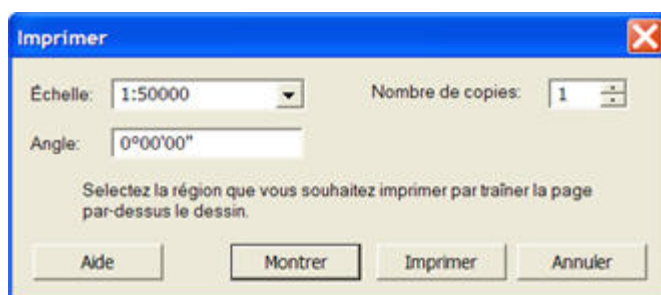 Imprimer
Échelle: 1:50000 Nombre de copies: 1
Angle: 0°00'00"
Selectez la région que vous souhaitez imprimer par traîner la page
par-dessus le dessin.
Aide Montrer Imprimer Annuler